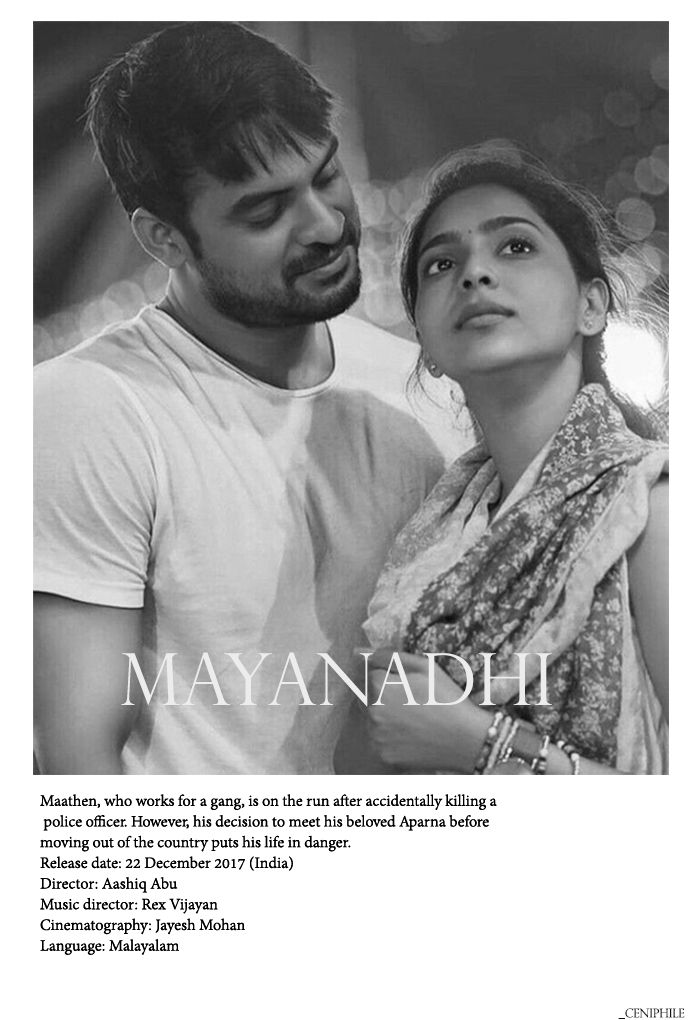 MAYANADHI
Maathen, who works for a gang, is on the run after accidentally killing a
police officer. However, his decision to meet his beloved Aparna before
moving out of the country puts his life in danger.
Release date: 22 December 2017 (India)
Director: Aashiq Abu
Music director: Rex Vijayan
Cinematography: Jayesh Mohan
Language: Malayalam
_CENIPHILE